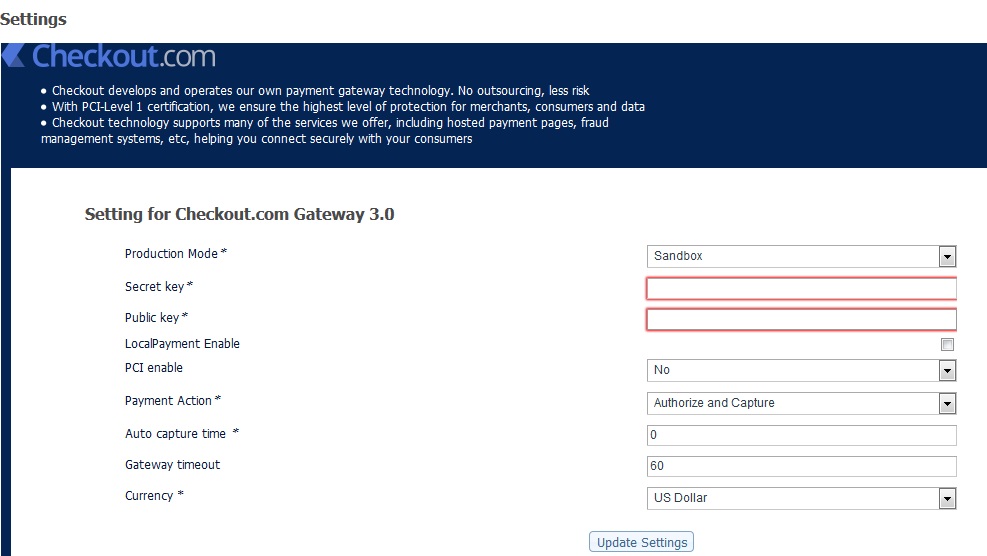 Settings
Checkout.com
• Checkout develops and operates our own payment gateway technology. No outsourcing, less risk
• With PCI-Level 1 certification, we ensure the highest level of protection for merchants, consumers and data
• Checkout technology supports many of the services we offer, including hosted payment pages, fraud
management systems, etc, helping you connect securely with your consumers
Setting for Checkout.com Gateway 3.0
Production Mode * Sandbox
Secret key *
Public key *
LocalPayment Enable
PCI enable No
Payment Action * Authorize and Capture
Auto capture time * 0
Gateway timeout 60
Currency * US Dollar
Update Settings